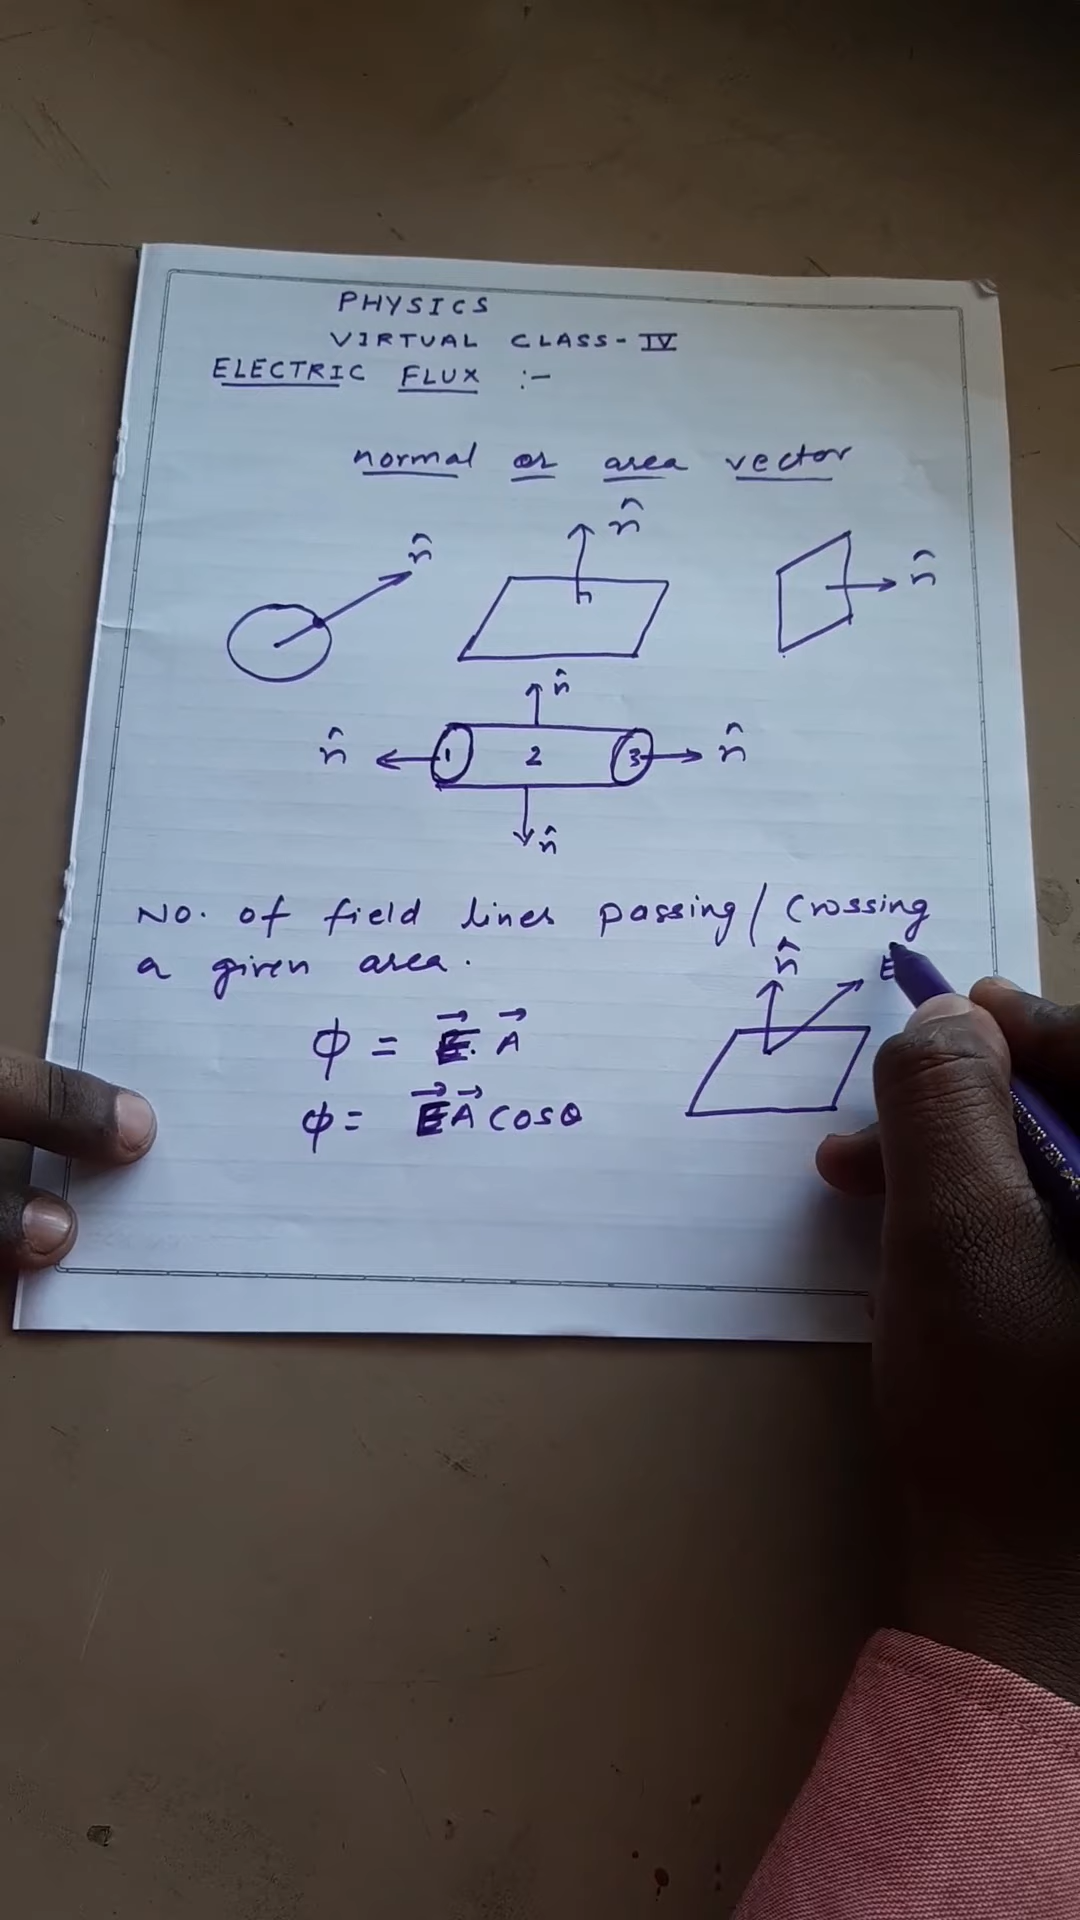 PHYSICS
VIRTUAL CLASS-IV
ELECTRIC FLUX :-
normal or area vector
n̂
n̂
n̂
n̂
n̂ 1 2 3 n̂
n̂
No. of field lines passing / Crossing
a given area.
n̂ E
ϕ = E⃗. A⃗
ϕ = E⃗A⃗ cosθ